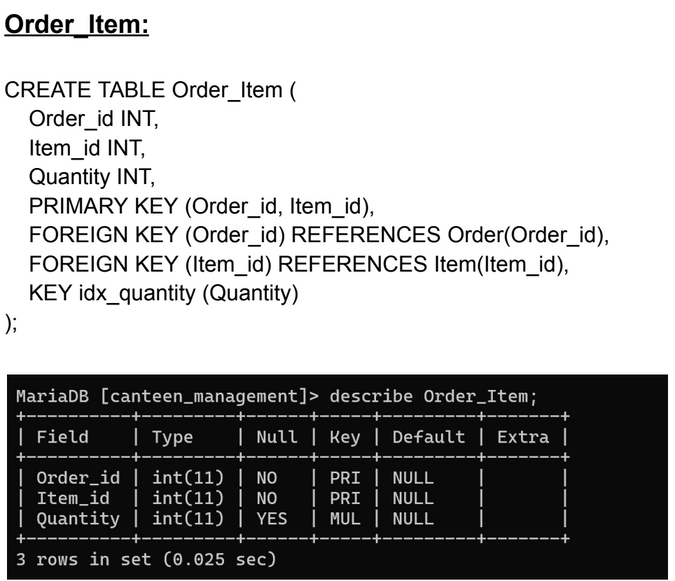 Order_Item:
CREATE TABLE Order_Item (
Order_id INT,
Item_id INT,
Quantity INT,
PRIMARY KEY (Order_id, Item_id),
FOREIGN KEY (Order_id) REFERENCES Order(Order_id),
FOREIGN KEY (Item_id) REFERENCES Item(Item_id),
KEY idx_quantity (Quantity)
);
MariaDB [canteen_management]> describe Order_Item;
+----------+---------+------+-----+---------+-------+
| Field | Type | Null | Key | Default | Extra |
+----------+---------+------+-----+---------+-------+
| Order_id | int(11) | NO | PRI | NULL | |
| Item_id | int(11) | NO | PRI | NULL | |
| Quantity | int(11) | YES | MUL | NULL | |
+----------+---------+------+-----+---------+-------+
3 rows in set (0.025 sec)